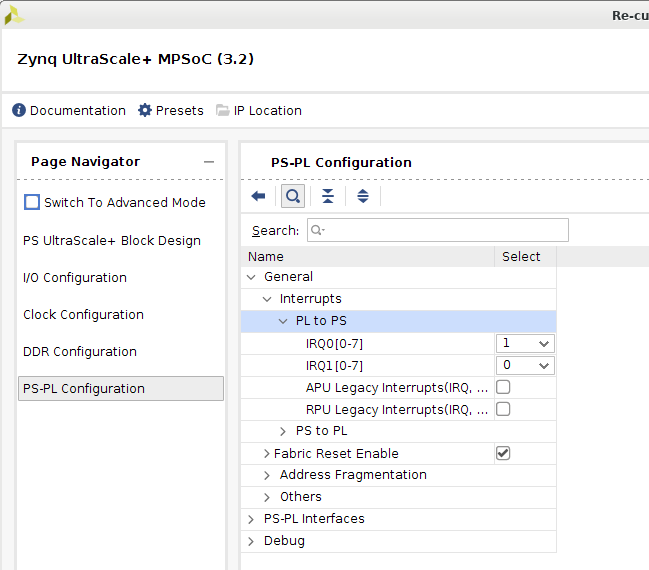 Re-cu
Zynq UltraScale+ MPSoC (3.2)
Documentation Presets IP Location
Page Navigator
Switch To Advanced Mode
PS UltraScale+ Block Design
I/O Configuration
Clock Configuration
DDR Configuration
PS-PL Configuration
PS-PL Configuration
Search:
Name Select
General
Interrupts
PL to PS
IRQ0[0-7] 1
IRQ1[0-7] 0
APU Legacy Interrupts(IRQ, ...
RPU Legacy Interrupts(IRQ, ...
PS to PL
Fabric Reset Enable
Address Fragmentation
Others
PS-PL Interfaces
Debug